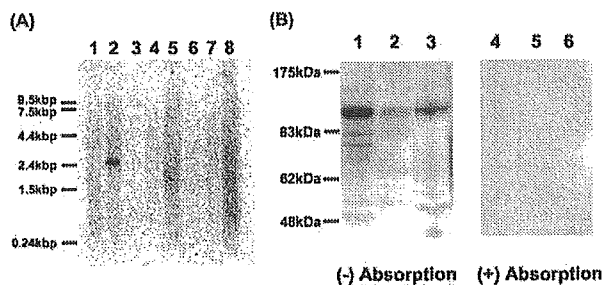 (A)
1 2 3 4 5 6 7 8
9.5kbp
7.5kbp
4.4kbp
2.4kbp
1.5kbp
0.24kbp
(B)
1 2 3
4 5 6
175kDa
83kDa
62kDa
48kDa
(-) Absorption
(+) Absorption